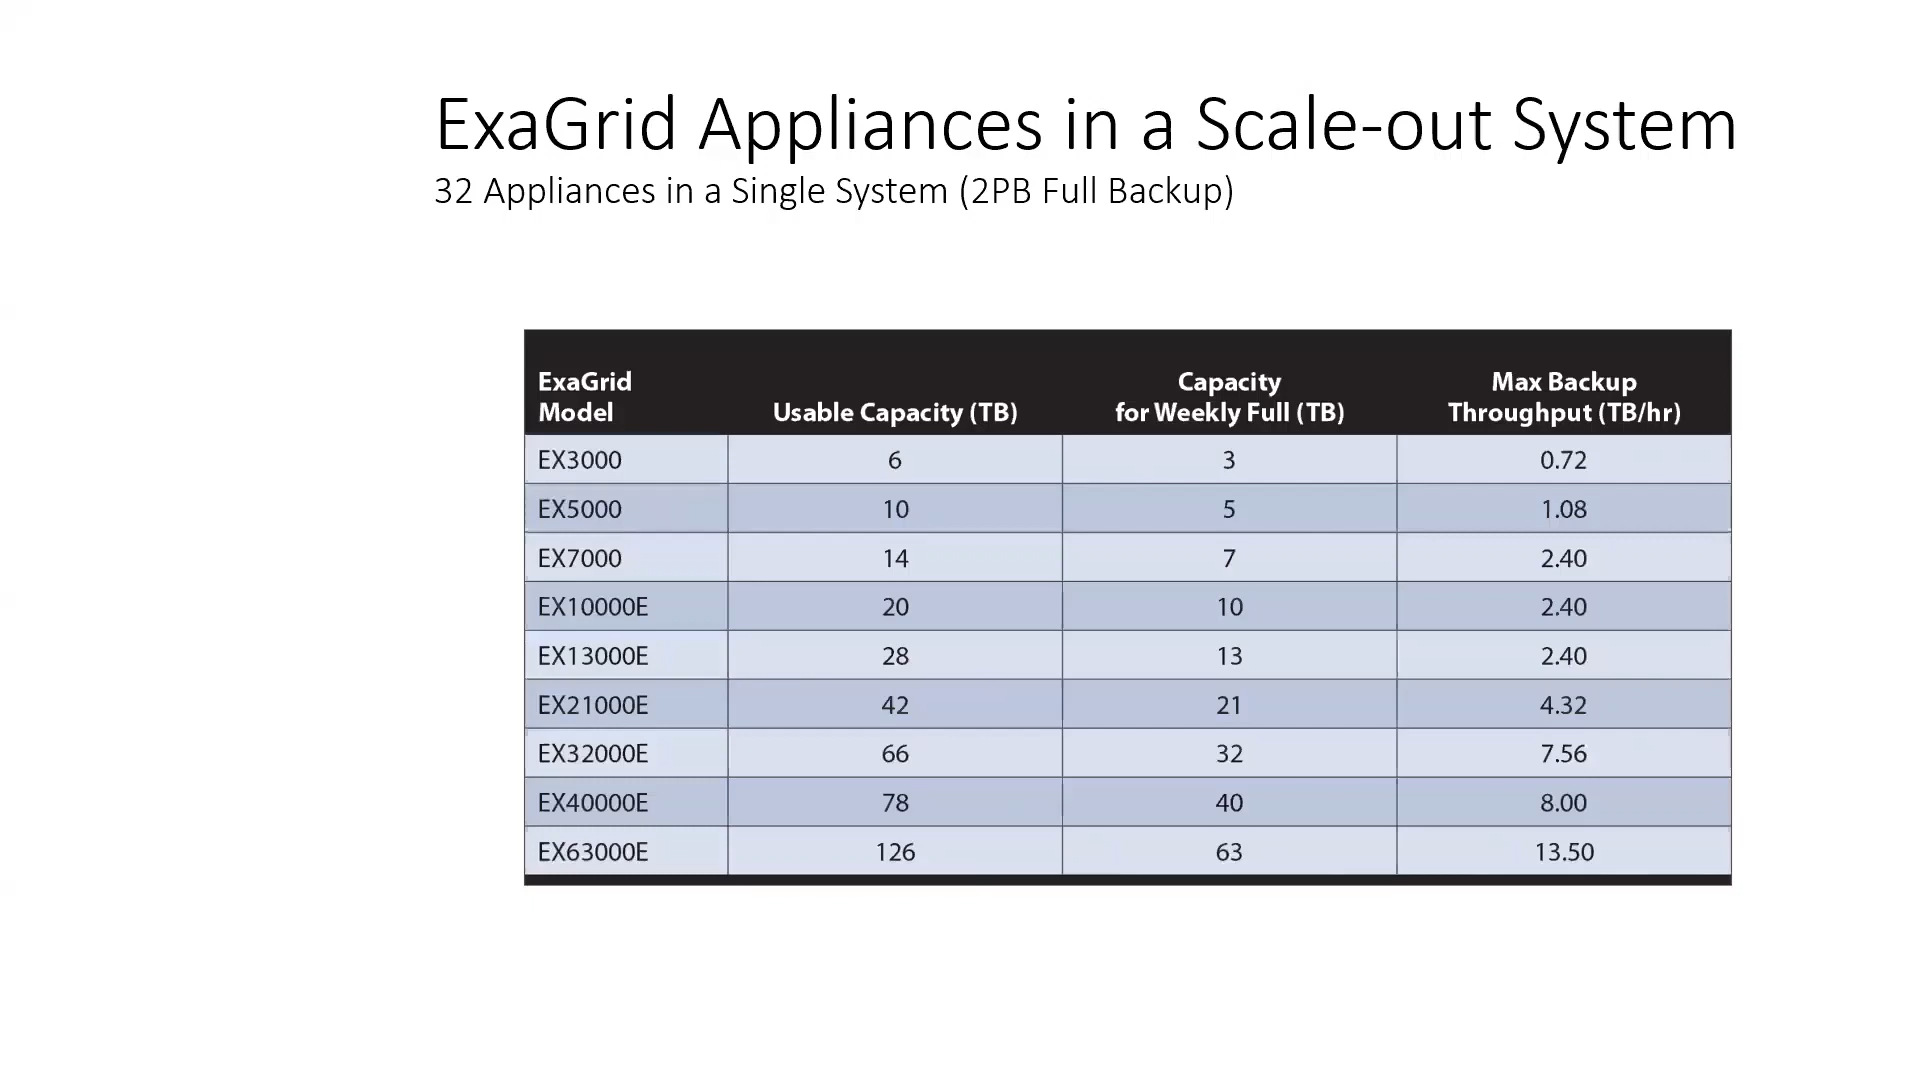 ExaGrid Appliances in a Scale-out System
32 Appliances in a Single System (2PB Full Backup)
ExaGrid Model Usable Capacity (TB) Capacity for Weekly Full (TB) Max Backup Throughput (TB/hr)
EX3000 6 3 0.72
EX5000 10 5 1.08
EX7000 14 7 2.40
EX10000E 20 10 2.40
EX13000E 28 13 2.40
EX21000E 42 21 4.32
EX32000E 66 32 7.56
EX40000E 78 40 8.00
EX63000E 126 63 13.50